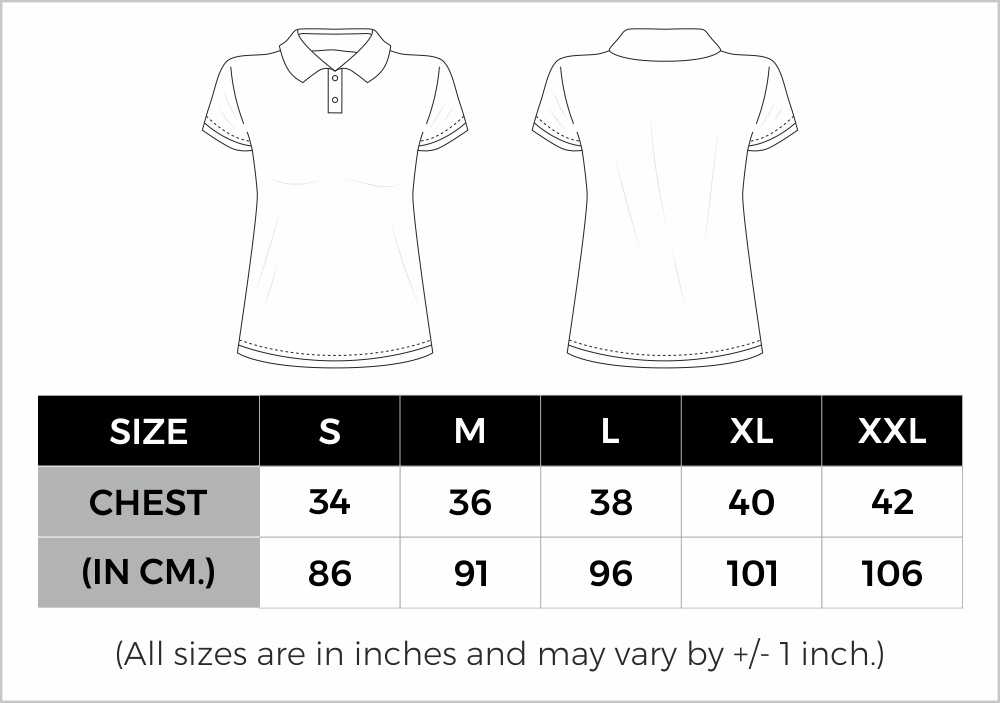 SIZE S M L XL XXL
CHEST 34 36 38 40 42
(IN CM.) 86 91 96 101 106
(All sizes are in inches and may vary by +/- 1 inch.)